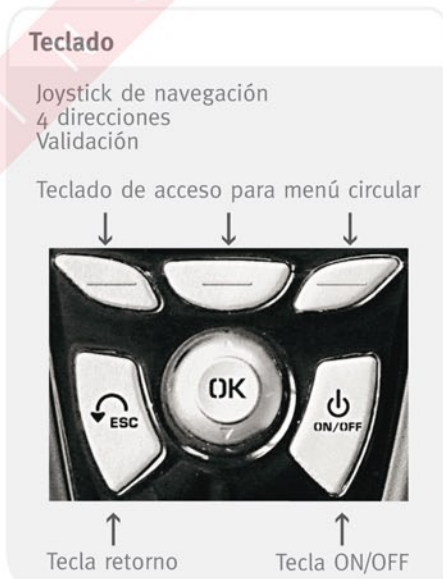 Teclado
Joystick de navegación
4 direcciones
Validación
Teclado de acceso para menú circular
OK
ESC
ON/OFF
Tecla retorno
Tecla ON/OFF